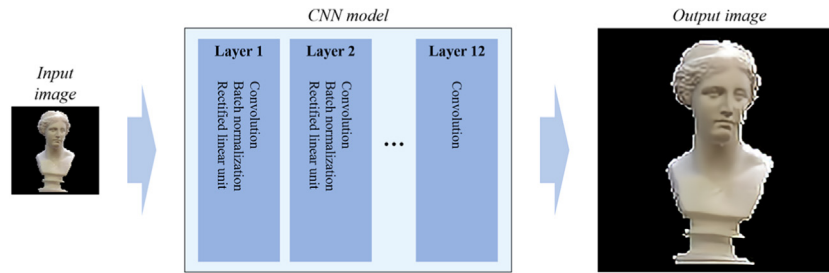 CNN model
Output image
Input
image
Layer 1
Convolution
Batch normalization
Rectified linear unit
Layer 2
Convolution
Batch normalization
Rectified linear unit
...
Layer 12
Convolution